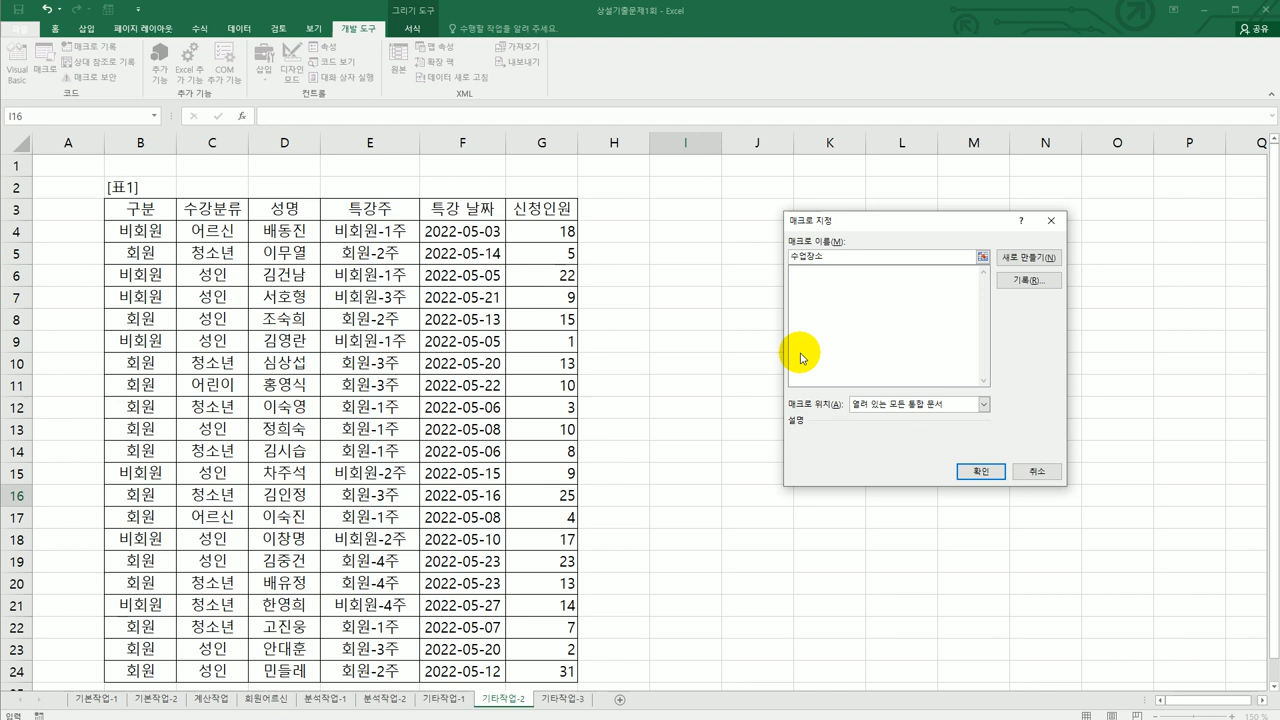 그리기 도구
상설기출문제1회 - Excel
홈 삽입 페이지 레이아웃 수식 데이터 검토 보기 개발 도구 서식 수행할 작업을 알려 주세요. 공유
Visual Basic
매크로
매크로 기록
상대 참조로 기록
매크로 보안
코드
추가 기능
Excel 추가 기능
COM 추가 기능
추가 기능
삽입
디자인 모드
속성
코드 보기
대화 상자 실행
컨트롤
원본
맵 속성
확장 팩
데이터 새로 고침
가져오기
내보내기
XML
I16
fx
A B C D E F G H I J K L M N O P Q
1
2 [표1]
3 구분 수강분류 성명 특강주 특강 날짜 신청인원
4 비회원 어르신 배동진 비회원-1주 2022-05-03 18
5 회원 청소년 이무열 회원-2주 2022-05-14 5
6 비회원 성인 김건남 비회원-1주 2022-05-05 22
7 비회원 성인 서호형 비회원-3주 2022-05-21 9
8 회원 성인 조숙희 회원-2주 2022-05-13 15
9 비회원 성인 김영란 비회원-1주 2022-05-05 1
10 회원 청소년 심상섭 회원-3주 2022-05-20 13
11 회원 어린이 홍영식 회원-3주 2022-05-22 10
12 회원 청소년 이숙영 회원-1주 2022-05-06 3
13 회원 성인 정희숙 회원-1주 2022-05-08 10
14 회원 청소년 김시습 회원-1주 2022-05-06 8
15 비회원 성인 차주석 비회원-2주 2022-05-15 9
16 회원 청소년 김인정 회원-3주 2022-05-16 25
17 회원 어르신 이숙진 회원-1주 2022-05-08 4
18 비회원 성인 이창명 비회원-2주 2022-05-10 17
19 회원 성인 김중건 회원-4주 2022-05-23 23
20 회원 청소년 배유정 회원-4주 2022-05-23 13
21 비회원 청소년 한영희 비회원-4주 2022-05-27 14
22 회원 청소년 고진웅 회원-1주 2022-05-07 7
23 회원 성인 안대훈 회원-3주 2022-05-20 2
24 회원 성인 민들레 회원-2주 2022-05-12 31
매크로 지정
매크로 이름(M):
수업장소
새로 만들기(N)
기록(R)...
매크로 위치(A): 열려 있는 모든 통합 문서
설명
확인 취소
기본작업-1 기본작업-2 계산작업 회원어르신 분석작업-1 분석작업-2 기타작업-1 기타작업-2 기타작업-3
입력
150 %